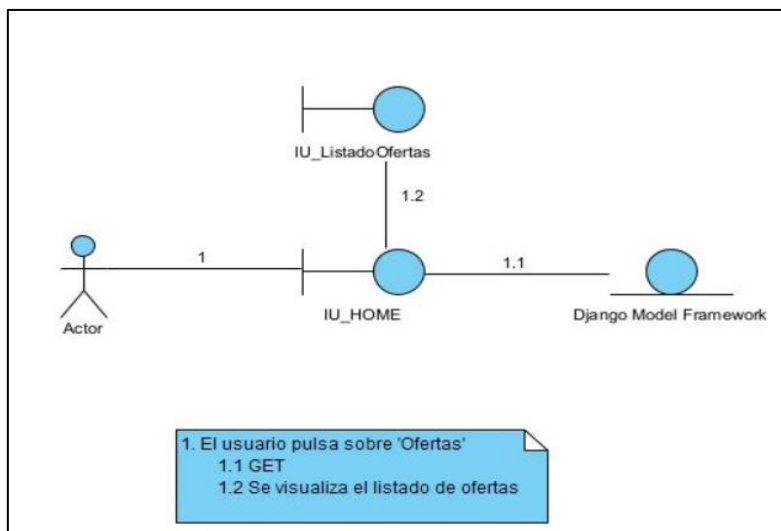 IU_ListadoOfertas
1.2
1
1.1
IU_HOME
Django Model Framework
Actor
1. El usuario pulsa sobre 'Ofertas'
1.1 GET
1.2 Se visualiza el listado de ofertas